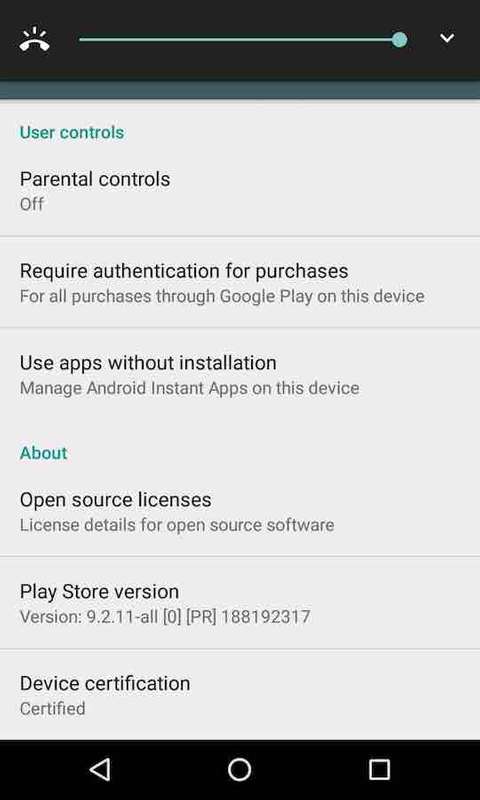 User controls
Parental controls
Off
Require authentication for purchases
For all purchases through Google Play on this device
Use apps without installation
Manage Android Instant Apps on this device
About
Open source licenses
License details for open source software
Play Store version
Version: 9.2.11-all [0] [PR] 188192317
Device certification
Certified